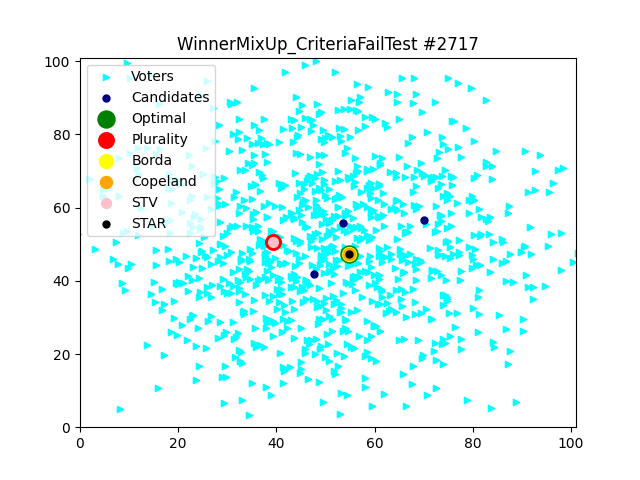 WinnerMixUp_CriteriaFailTest #2717
100
80
60
40
20
0
Voters
Candidates
Optimal
Plurality
Borda
Copeland
STV
STAR
0 20 40 60 80 100